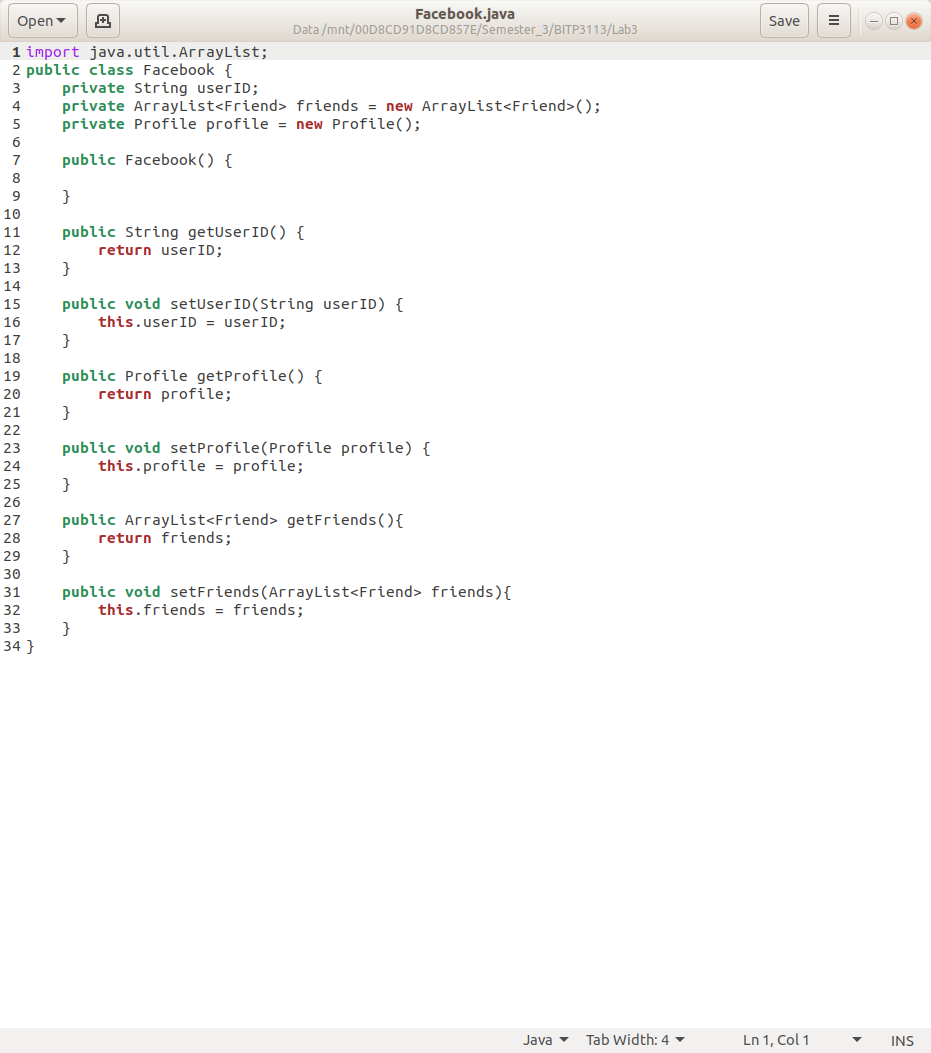 Open
Facebook.java
Data /mnt/00D8CD91D8CD857E/Semester_3/BITP3113/Lab3
Save
1 import java.util.ArrayList;
2 public class Facebook {
3     private String userID;
4     private ArrayList<Friend> friends = new ArrayList<Friend>();
5     private Profile profile = new Profile();
6
7     public Facebook() {
8
9     }
10
11     public String getUserID() {
12         return userID;
13     }
14
15     public void setUserID(String userID) {
16         this.userID = userID;
17     }
18
19     public Profile getProfile() {
20         return profile;
21     }
22
23     public void setProfile(Profile profile) {
24         this.profile = profile;
25     }
26
27     public ArrayList<Friend> getFriends(){
28         return friends;
29     }
30
31     public void setFriends(ArrayList<Friend> friends){
32         this.friends = friends;
33     }
34 }
Java Tab Width: 4 Ln 1, Col 1 INS